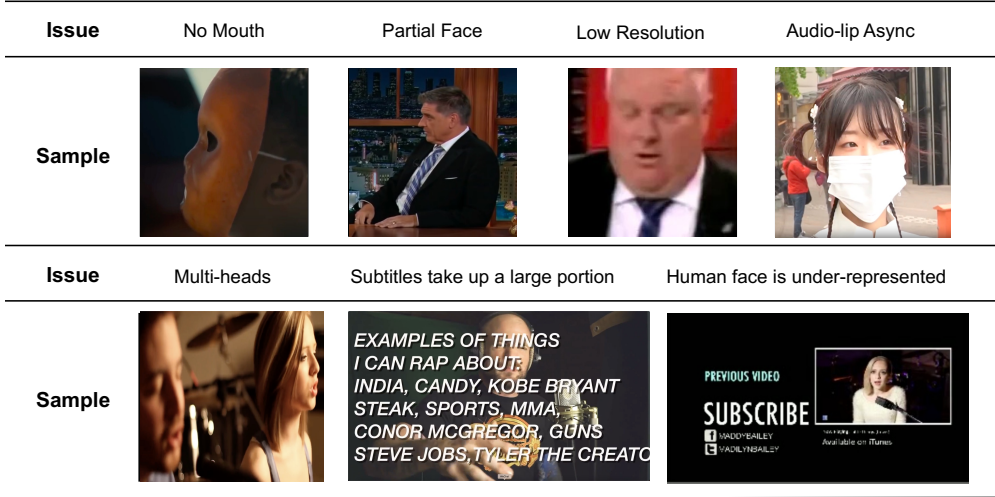 Issue No Mouth Partial Face Low Resolution Audio-lip Async
Sample
Issue Multi-heads Subtitles take up a large portion Human face is under-represented
Sample
EXAMPLES OF THINGS
I CAN RAP ABOUT:
INDIA, CANDY, KOBE BRYANT
STEAK, SPORTS, MMA,
CONOR MCGREGOR, GUNS
STEVE JOBS,TYLER THE CREATO
PREVIOUS VIDEO
SUBSCRIBE
MADDYBAILEY
MADILYNBAILEY
Available on iTunes